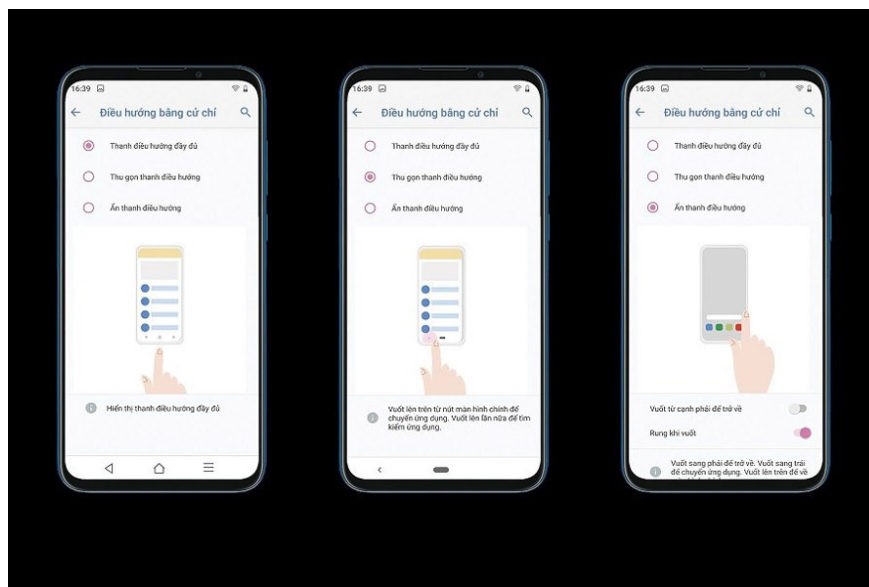 16:39
Điều hướng bằng cử chỉ
Thanh điều hướng đầy đủ
Thu gọn thanh điều hướng
Ẩn thanh điều hướng
Hiển thị thanh điều hướng đầy đủ
16:39
Điều hướng bằng cử chỉ
Thanh điều hướng đầy đủ
Thu gọn thanh điều hướng
Ẩn thanh điều hướng
Vuốt lên trên từ nút màn hình chính để
chuyển ứng dụng. Vuốt lên lần nữa để tìm
kiếm ứng dụng.
16:39
Điều hướng bằng cử chỉ
Thanh điều hướng đầy đủ
Thu gọn thanh điều hướng
Ẩn thanh điều hướng
Vuốt từ cạnh phải để trở về
Rung khi vuốt
Vuốt sang phải để trở về. Vuốt sang trái
để chuyển ứng dụng. Vuốt lên trên để về